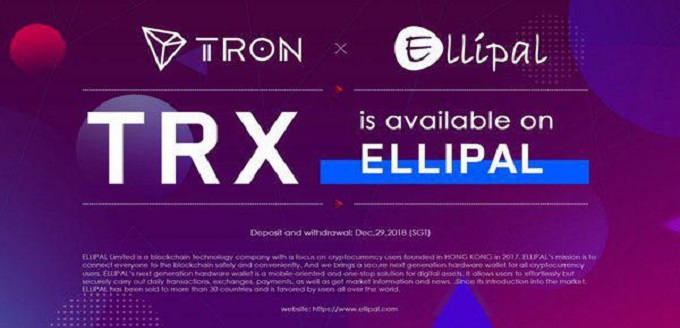 TRON × Ellipal
TRX is available on
ELLIPAL
Deposit and withdrawal: Dec,29,2018 (SGT)
ELLIPAL Limited is a blockchain technology company with a focus on cryptocurrency users founded in HONG KONG in 2017. ELLIPAL's mission is to
connect everyone to the blockchain safely and conveniently. And we brings a secure next generation hardware wallet for all cryptocurrency
users. ELLIPAL's next generation hardware wallet is a mobile-oriented and one-stop solution for digital assets. It allows users to effortlessly but
securely carry out daily transactions, exchanges, payments, as well as get market information and news. .Since its introduction into the market,
ELLIPAL has been sold to more than 30 countries and is favored by users all over the world.
website: https://www.ellipal.com